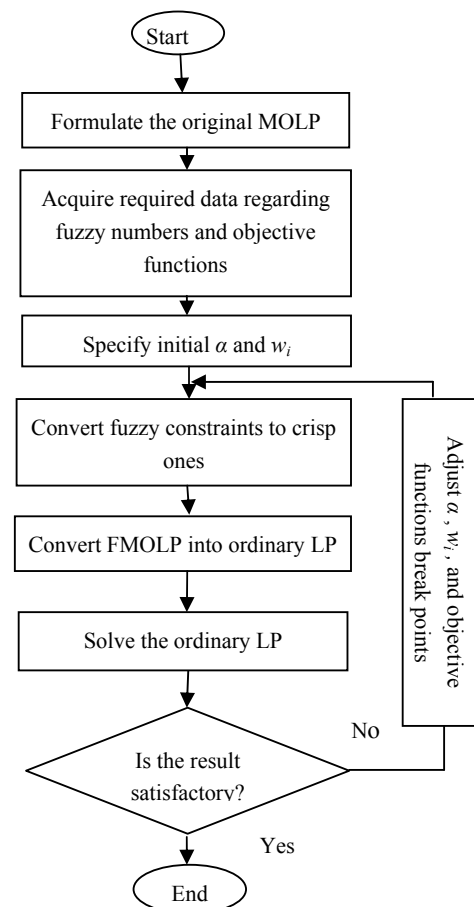 Start
Formulate the original MOLP
Acquire required data regarding
fuzzy numbers and objective
functions
Specify initial α and wᵢ
Convert fuzzy constraints to crisp
ones
Convert FMOLP into ordinary LP
Solve the ordinary LP
Is the result
satisfactory?
No
Adjust α , wᵢ , and objective
functions break points
Yes
End